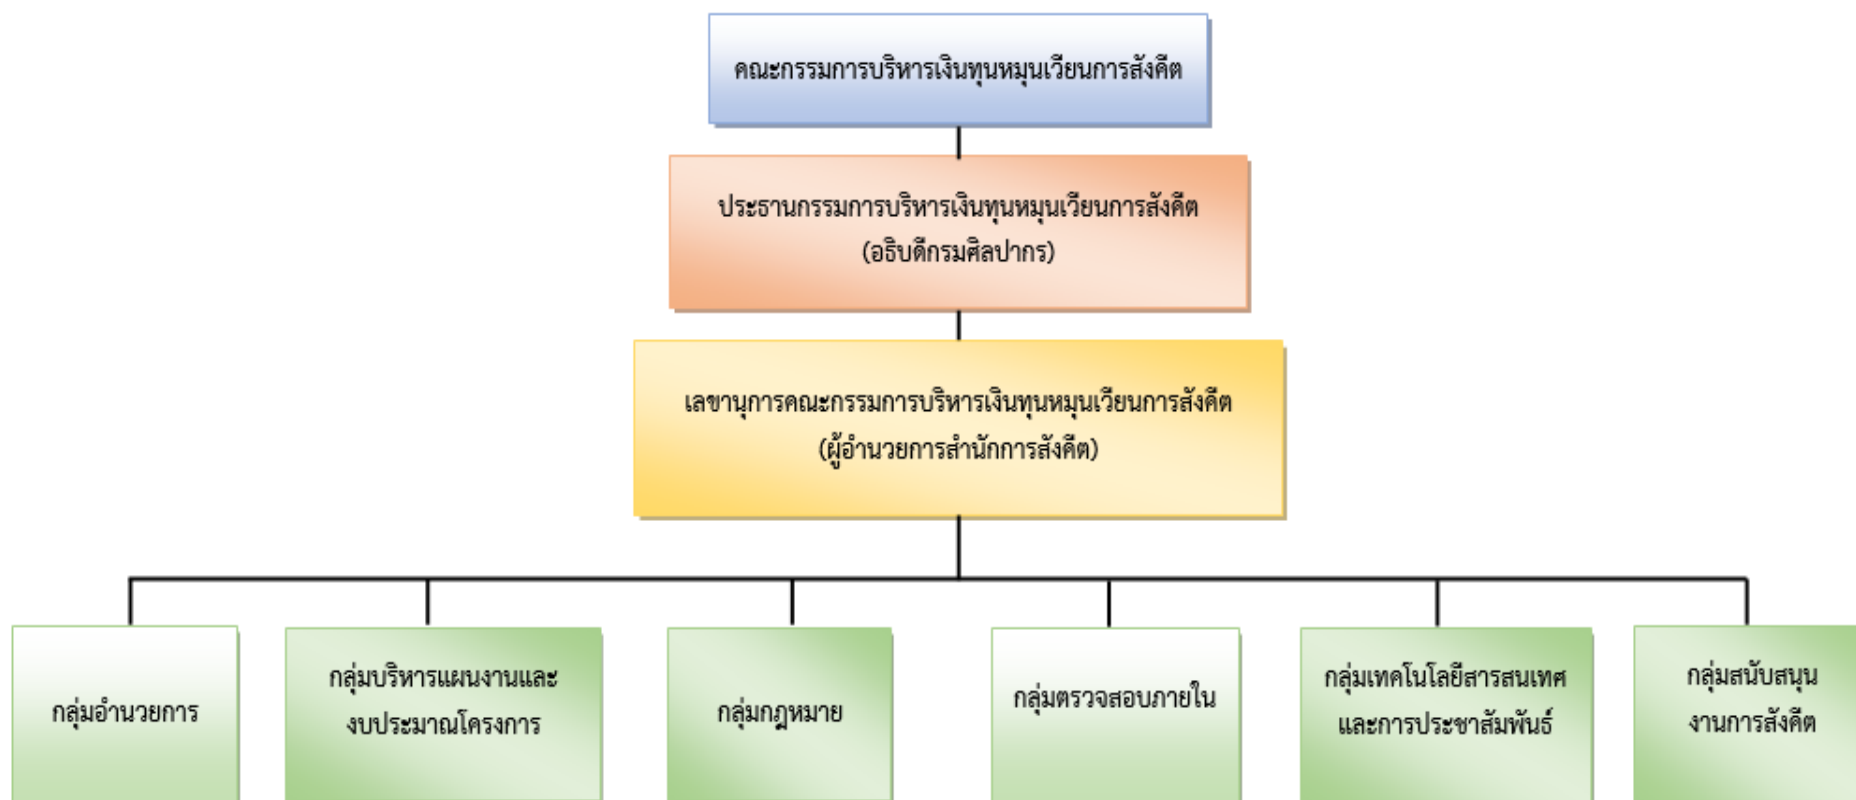 คณะกรรมการบริหารเงินทุนหมุนเวียนการสังคีต
ประธานกรรมการบริหารเงินทุนหมุนเวียนการสังคีต
(อธิบดีกรมศิลปากร)
เลขานุการคณะกรรมการบริหารเงินทุนหมุนเวียนการสังคีต
(ผู้อำนวยการสำนักการสังคีต)
กลุ่มอำนวยการ
กลุ่มบริหารแผนงานและ
งบประมาณโครงการ
กลุ่มกฎหมาย
กลุ่มตรวจสอบภายใน
กลุ่มเทคโนโลยีสารสนเทศ
และการประชาสัมพันธ์
กลุ่มสนับสนุน
งานการสังคีต